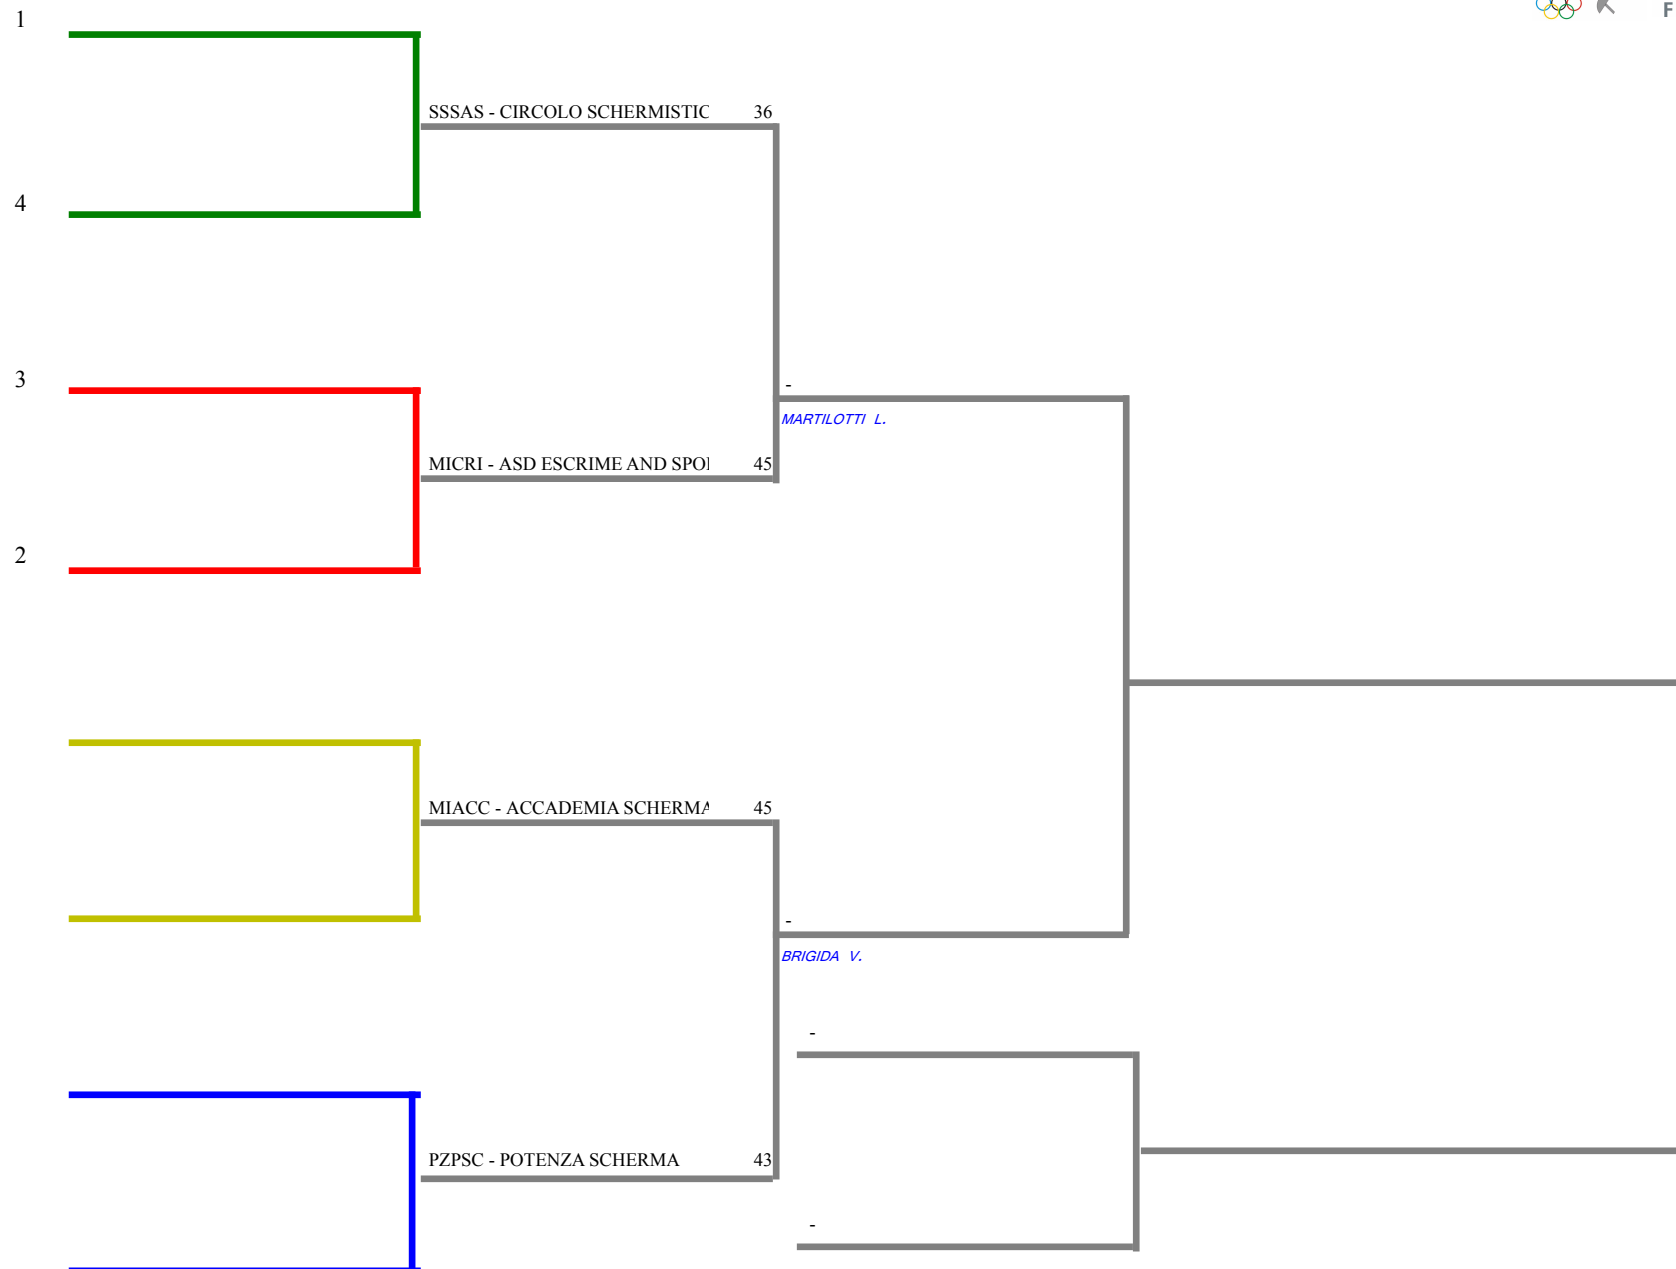 F
1
SSSAS - CIRCOLO SCHERMISTIC 36
4
3
-
MARTILOTTI L.
MICRI - ASD ESCRIME AND SPO 45
2
MIACC - ACCADEMIA SCHERMA 45
-
BRIGIDA V.
-
PZPSC - POTENZA SCHERMA 43
-